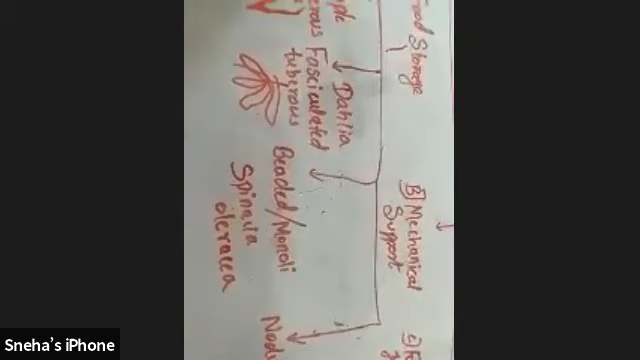 Food Storage
B) Mechanical
Support
C)
Dahlia
Fasciculated
tuberous
Beaded/Monoli
Spinacia
oleracea
Sneha's iPhone